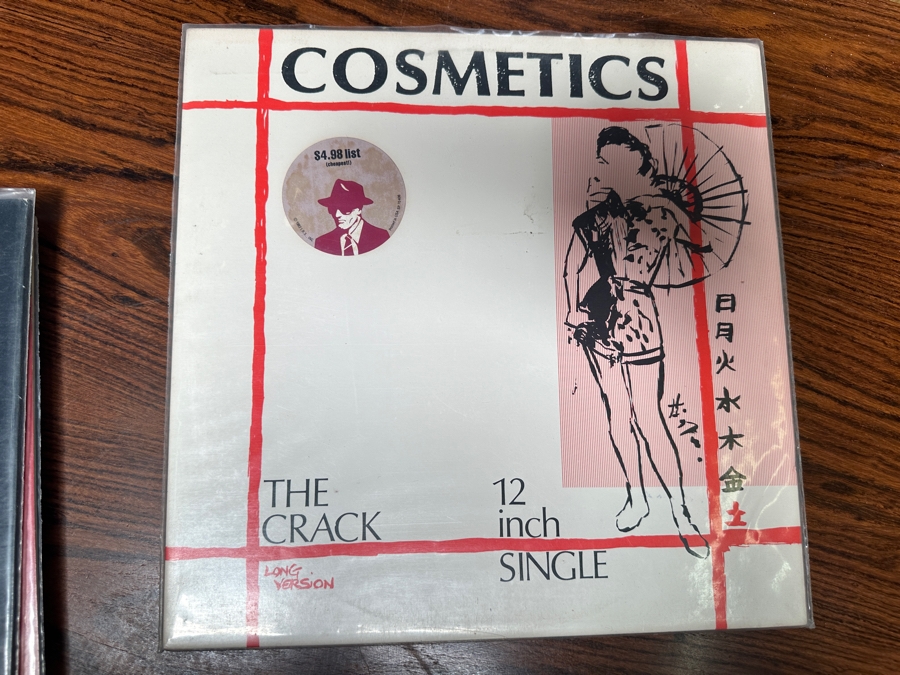 COSMETICS
$4.98 list
(cheapest!)
日
月
火
水
木
金
土
THE
CRACK
12
inch
SINGLE
LONG
VERSION